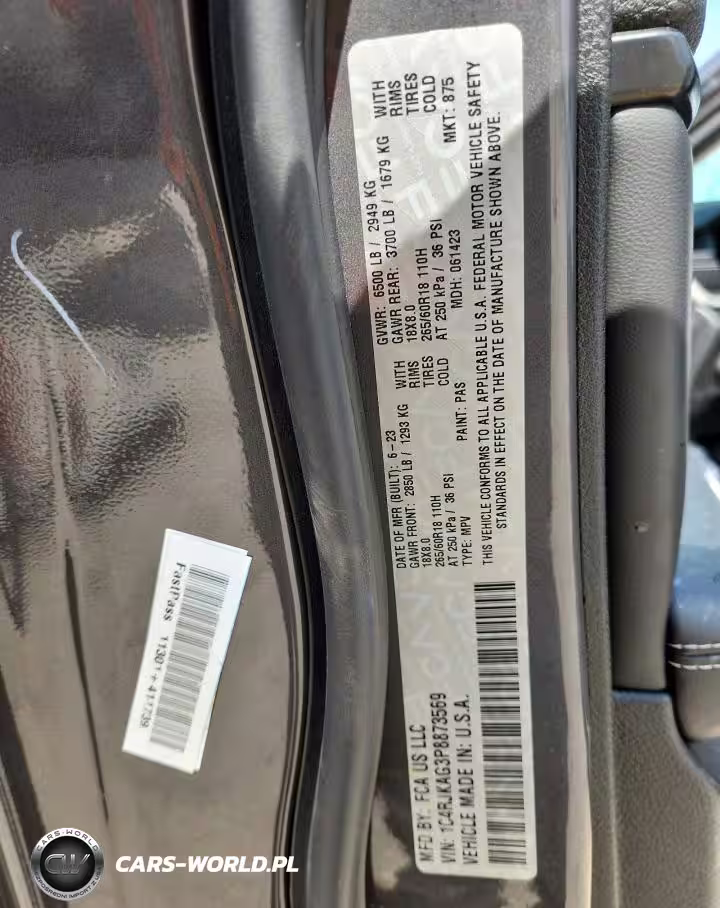 MFD BY: FCA US LLC
VIN: 1C4RJKAG3P8873569
VEHICLE MADE IN: U.S.A.
DATE OF MFR (BUILT): 6-23
GAWR FRONT: 2850 LB / 1293 KG WITH
18X8.0 RIMS
265/60R18 110H TIRES
AT 250 kPa / 36 PSI COLD
TYPE: MPV PAINT: PAS
GVWR: 6500 LB / 2949 KG
GAWR REAR: 3700 LB / 1679 KG WITH
18X8.0 RIMS
265/60R18 110H TIRES
AT 250 kPa / 36 PSI COLD
MDH: 061423 MKT: 875
THIS VEHICLE CONFORMS TO ALL APPLICABLE U.S.A. FEDERAL MOTOR VEHICLE SAFETY
STANDARDS IN EFFECT ON THE DATE OF MANUFACTURE SHOWN ABOVE.
FastPass
CARS-WORLD
CW
CARS-WORLD.PL